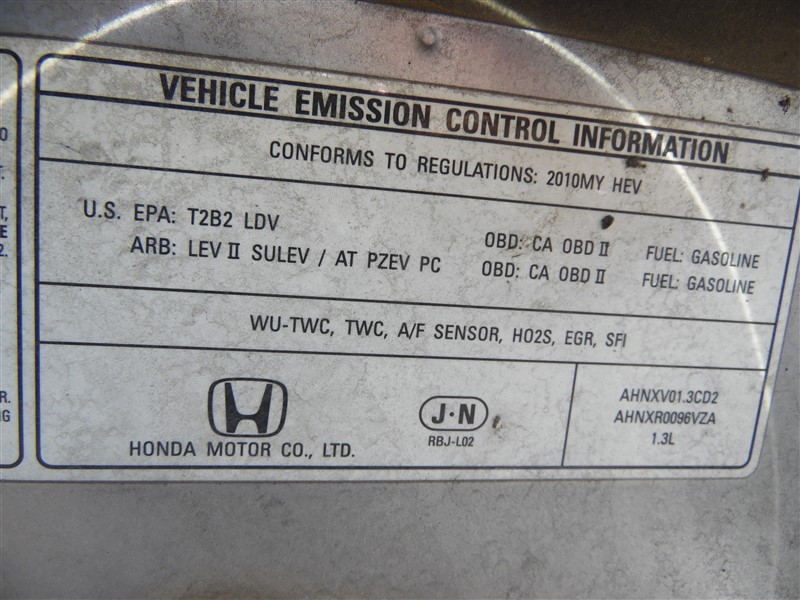 VEHICLE EMISSION CONTROL INFORMATION
CONFORMS TO REGULATIONS: 2010MY HEV
U.S. EPA: T2B2 LDV OBD: CA OBD II FUEL: GASOLINE
ARB: LEV II SULEV / AT PZEV PC OBD: CA OBD II FUEL: GASOLINE
WU-TWC, TWC, A/F SENSOR, HO2S, EGR, SFI
HONDA MOTOR CO., LTD.
J·N
RBJ-L02
AHNXV01.3CD2
AHNXR0096VZA
1.3L